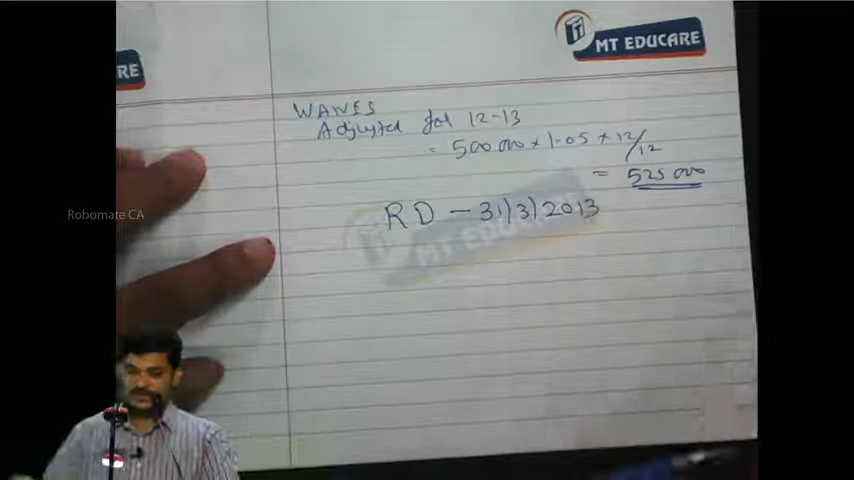 MT EDUCARE
RE
WAVES
Adjusted for 12-13
= 500 000 × 1.05 × 12/12
= 525 000
Robomate CA
RD - 31/3/2013
MT EDUCARE